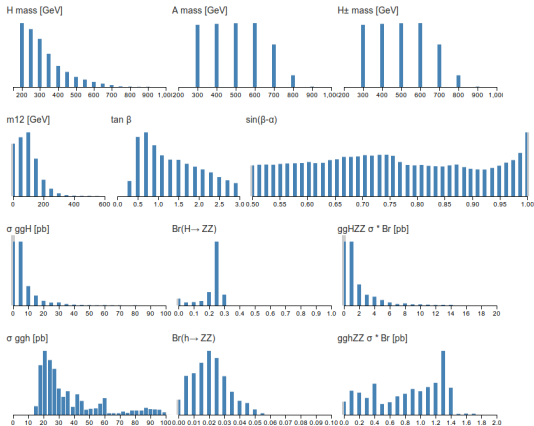 H mass [GeV] A mass [GeV] H± mass [GeV]
200 300 400 500 600 700 800 900 1,000 200 300 400 500 600 700 800 900 1,000 200 300 400 500 600 700 800 900 1,000
m12 [GeV] tan β sin(β-α)
0 200 400 600 0.0 0.5 1.0 1.5 2.0 2.5 3.0 0.50 0.55 0.60 0.65 0.70 0.75 0.80 0.85 0.90 0.95 1.00
σ ggH [pb] Br(H→ ZZ) ggHZZ σ * Br [pb]
0 10 20 30 40 50 60 70 80 90 100 0.0 0.1 0.2 0.3 0.4 0.5 0.6 0.7 0.8 0.9 1.0 0 2 4 6 8 10 12 14 16 18 20
σ ggh [pb] Br(h→ ZZ) gghZZ σ * Br [pb]
0 10 20 30 40 50 60 70 80 90 100 0.00 0.01 0.02 0.03 0.04 0.05 0.06 0.07 0.08 0.09 0.10 0.0 0.2 0.4 0.6 0.8 1.0 1.2 1.4 1.6 1.8 2.0